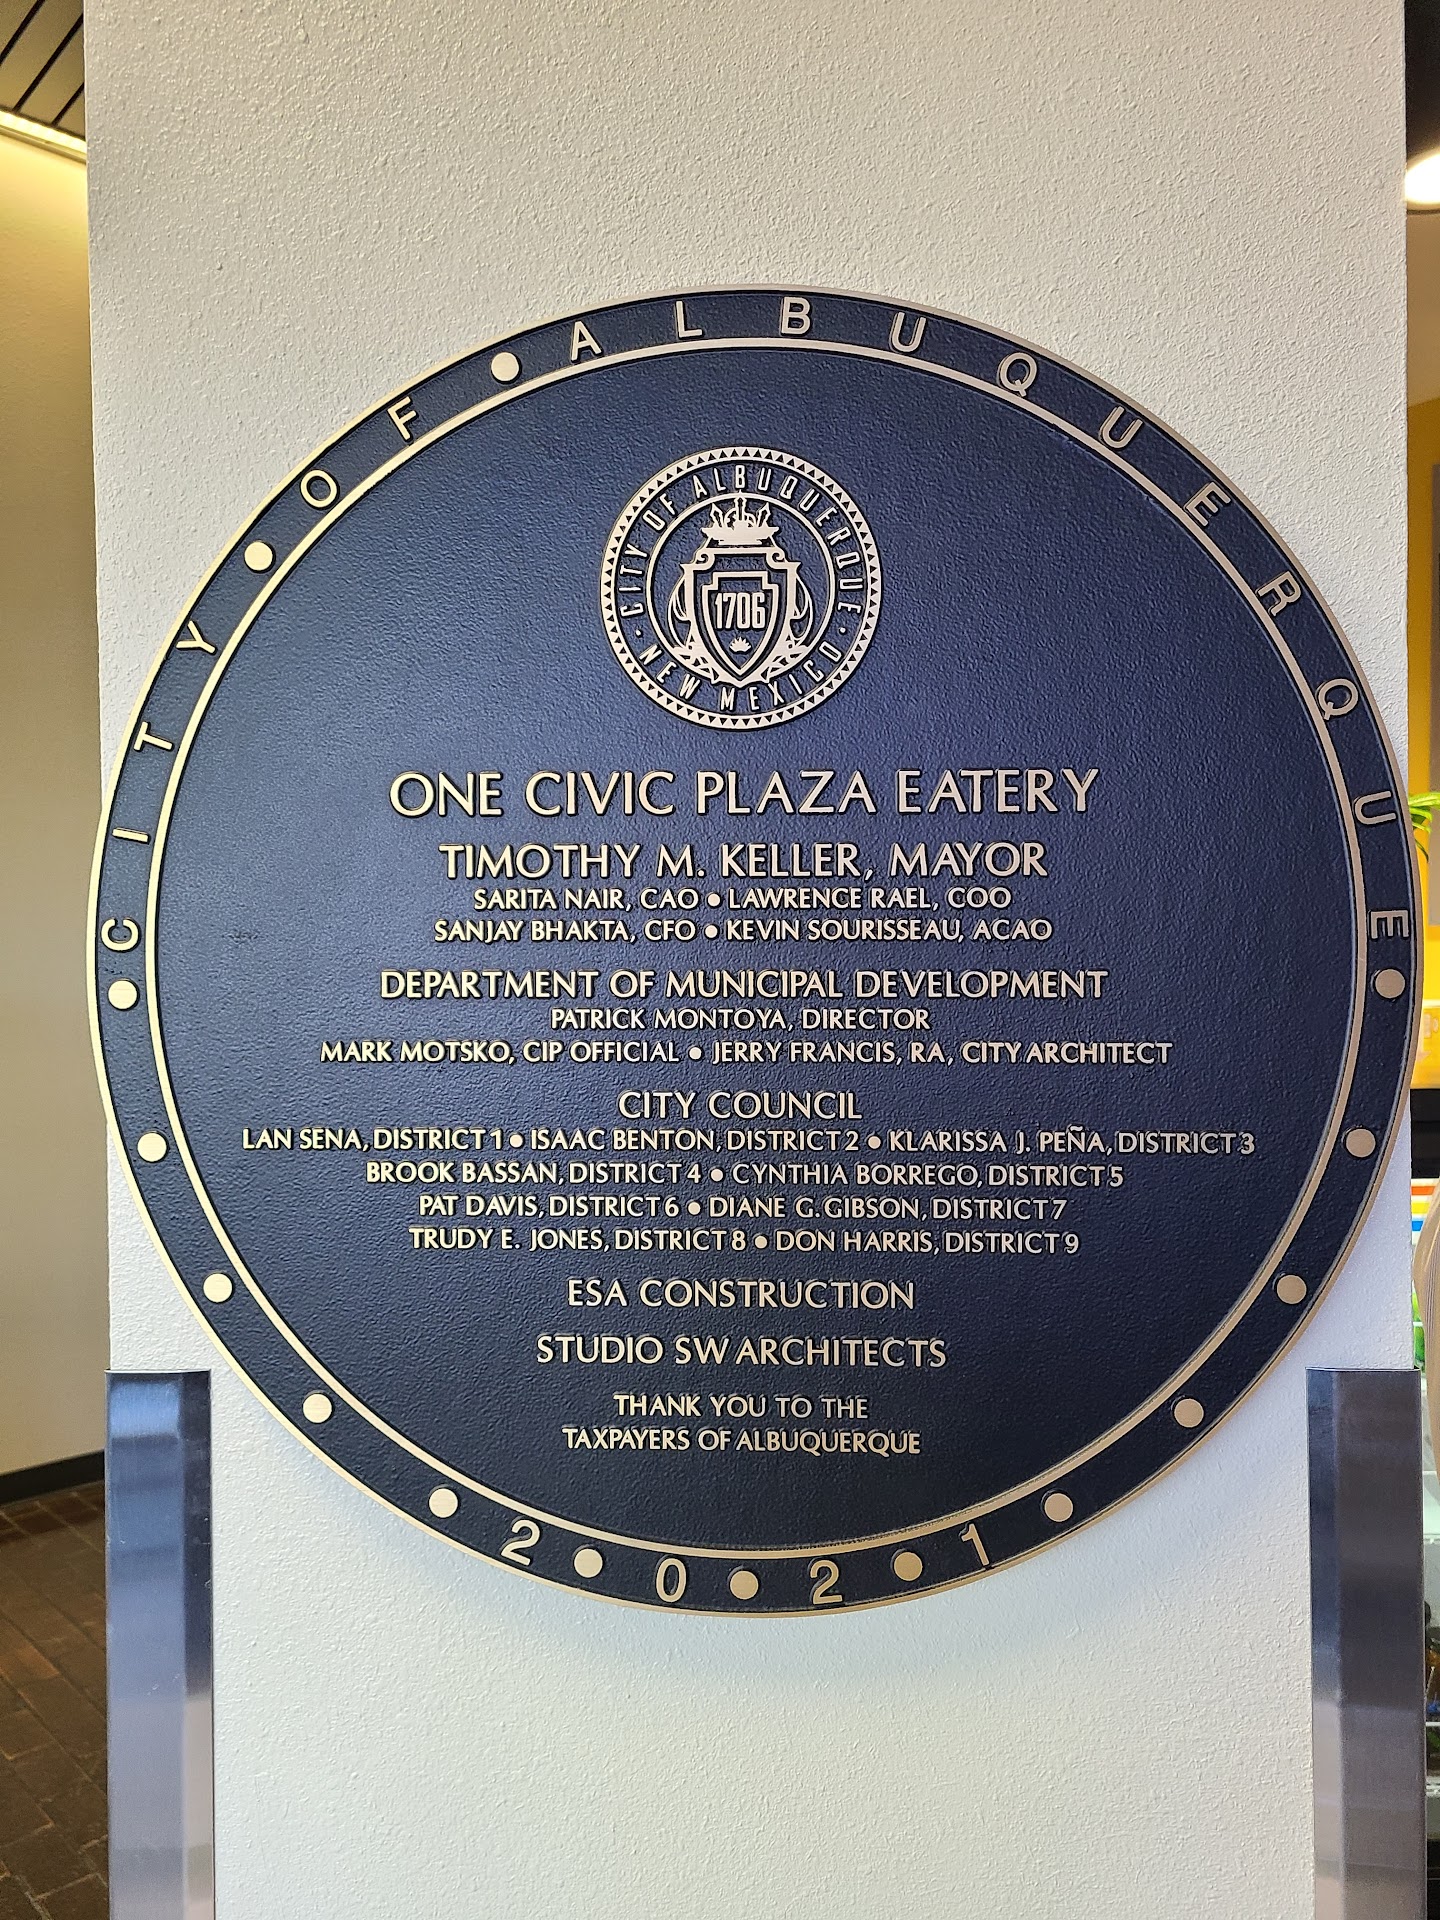 CITY • OF • ALBUQUERQUE
CITY OF ALBUQUERQUE
1706
• NEW MEXICO •
ONE CIVIC PLAZA EATERY
TIMOTHY M. KELLER, MAYOR
SARITA NAIR, CAO • LAWRENCE RAEL, COO
SANJAY BHAKTA, CFO • KEVIN SOURISSEAU, ACAO
DEPARTMENT OF MUNICIPAL DEVELOPMENT
PATRICK MONTOYA, DIRECTOR
MARK MOTSKO, CIP OFFICIAL • JERRY FRANCIS, RA, CITY ARCHITECT
CITY COUNCIL
LAN SENA, DISTRICT 1 • ISAAC BENTON, DISTRICT 2 • KLARISSA J. PEÑA, DISTRICT 3
BROOK BASSAN, DISTRICT 4 • CYNTHIA BORREGO, DISTRICT 5
PAT DAVIS, DISTRICT 6 • DIANE G. GIBSON, DISTRICT 7
TRUDY E. JONES, DISTRICT 8 • DON HARRIS, DISTRICT 9
ESA CONSTRUCTION
STUDIO SW ARCHITECTS
THANK YOU TO THE
TAXPAYERS OF ALBUQUERQUE
2 • 0 • 2 • 1